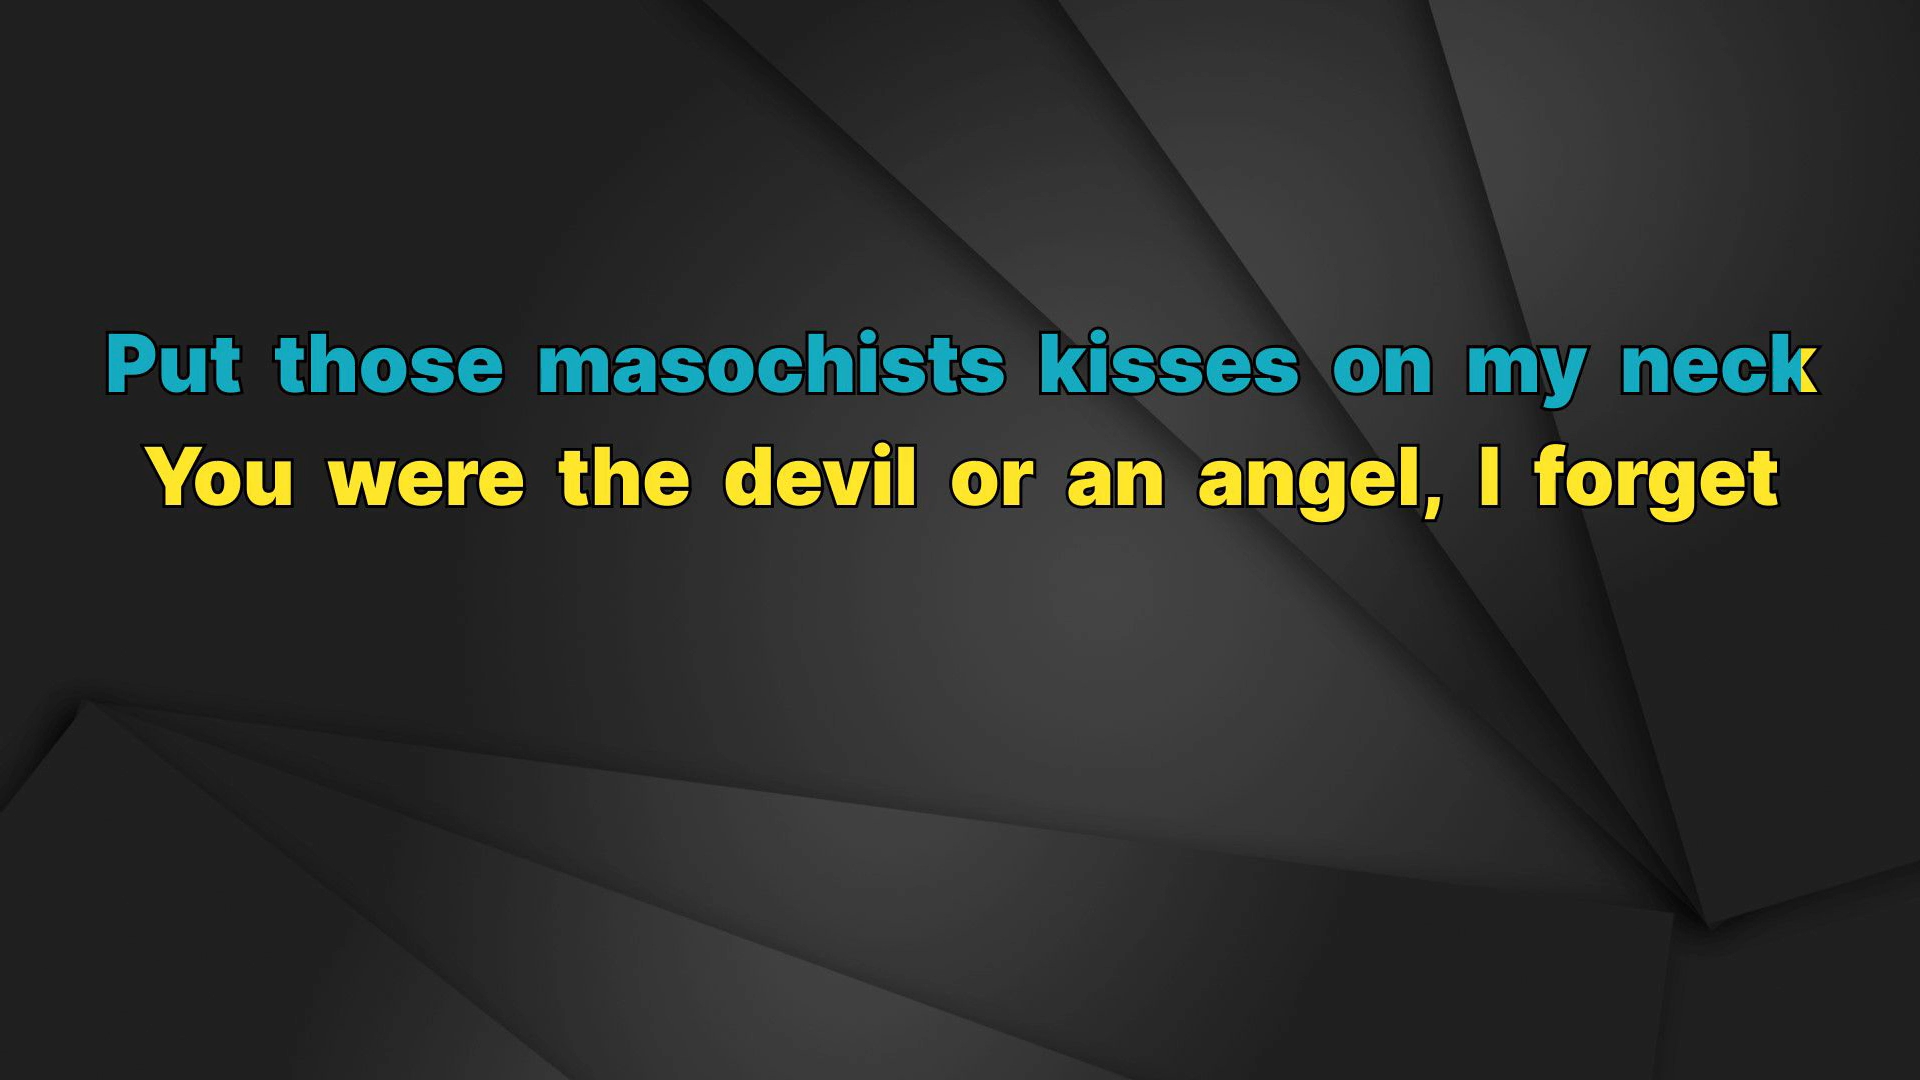 Put those masochists kisses on my neck
You were the devil or an angel, I forget